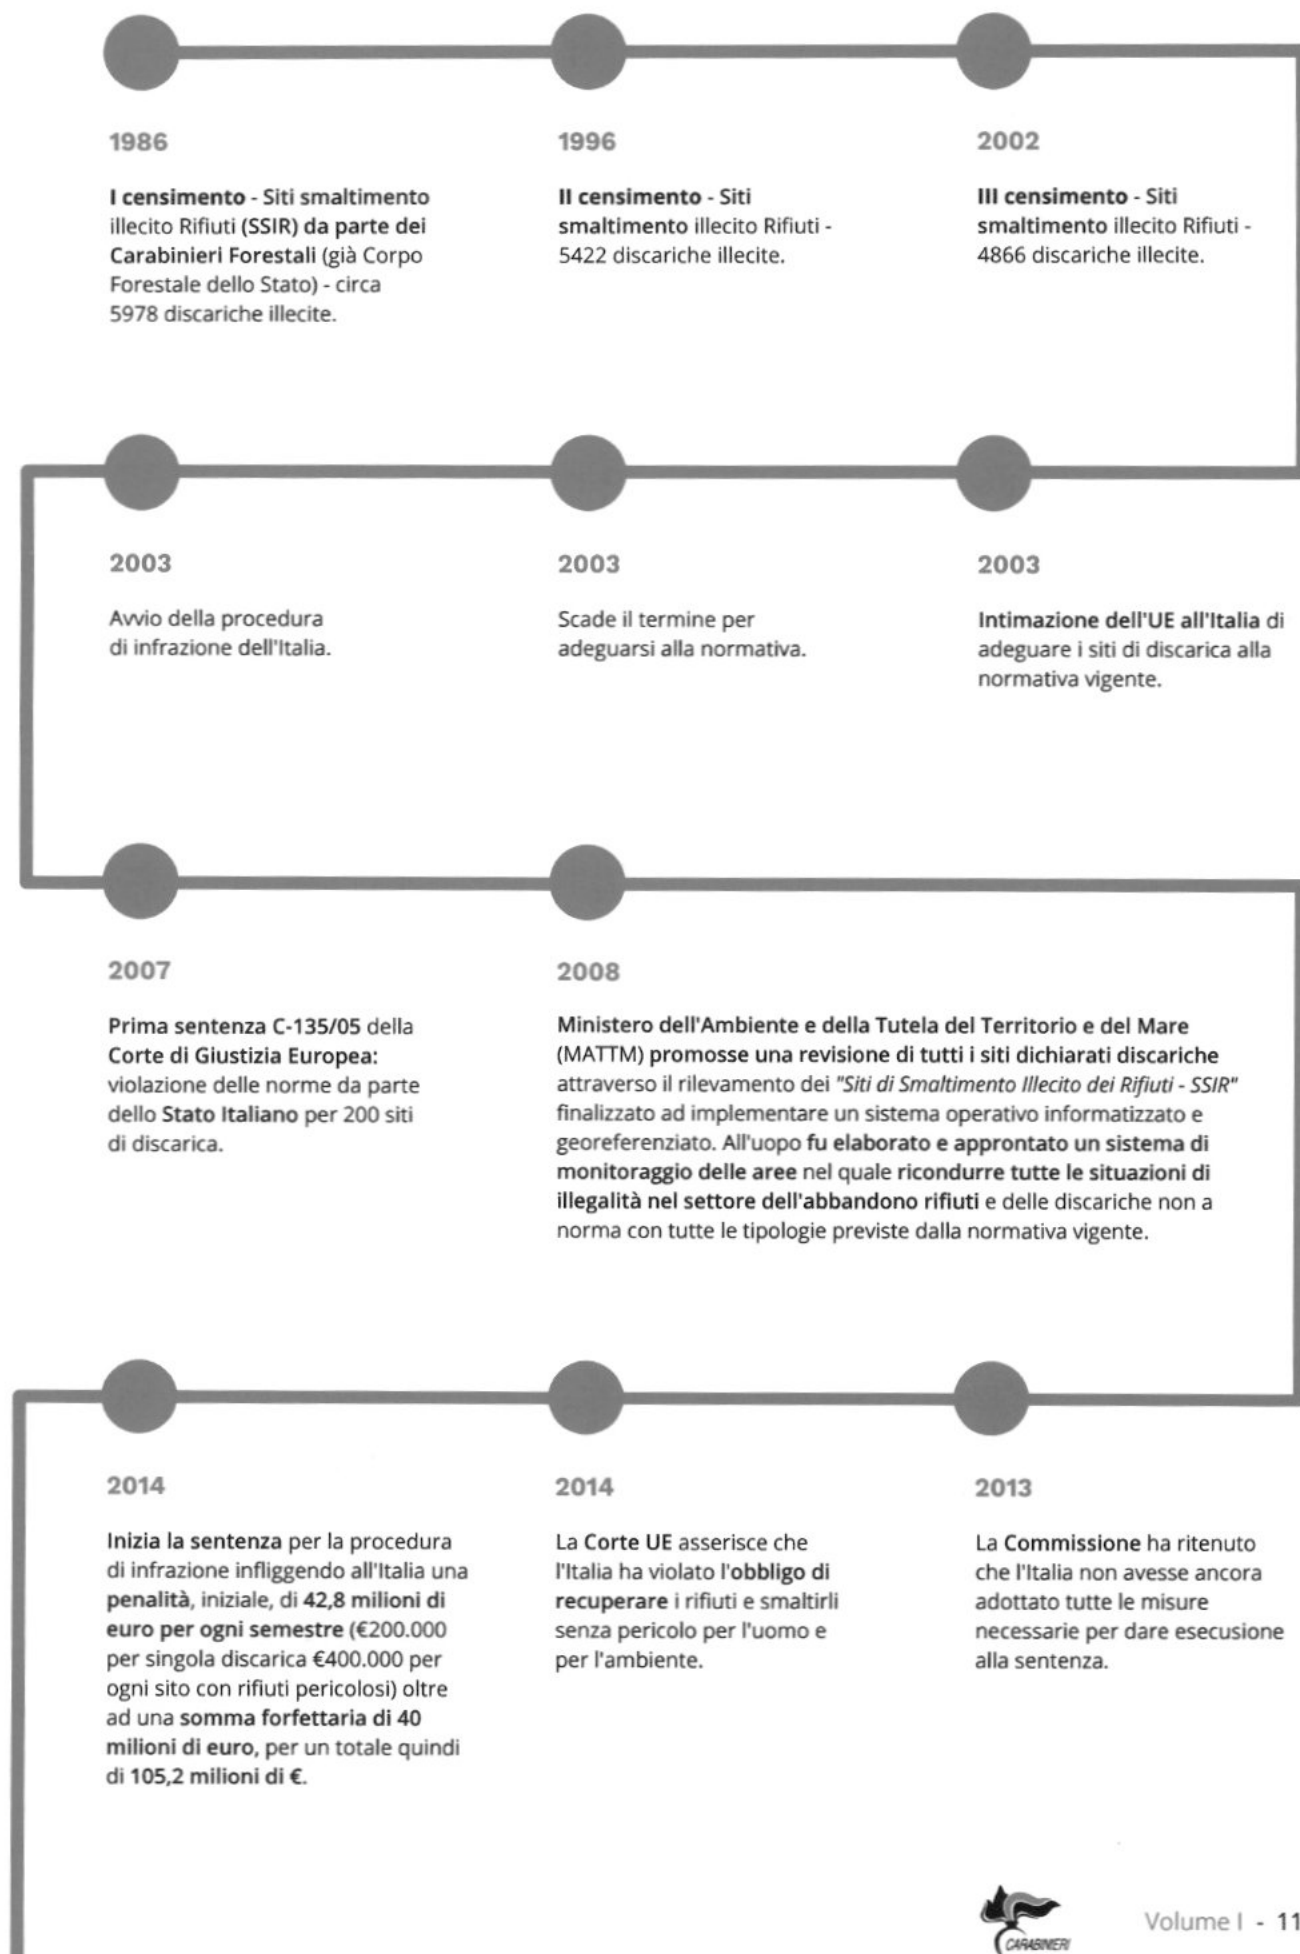 1986
I censimento - Siti smaltimento
illecito Rifiuti (SSIR) da parte dei
Carabinieri Forestali (già Corpo
Forestale dello Stato) - circa
5978 discariche illecite.
1996
II censimento - Siti
smaltimento illecito Rifiuti -
5422 discariche illecite.
2002
III censimento - Siti
smaltimento illecito Rifiuti -
4866 discariche illecite.
2003
Avvio della procedura
di infrazione dell'Italia.
2003
Scade il termine per
adeguarsi alla normativa.
2003
Intimazione dell'UE all'Italia di
adeguare i siti di discarica alla
normativa vigente.
2007
Prima sentenza C-135/05 della
Corte di Giustizia Europea:
violazione delle norme da parte
dello Stato Italiano per 200 siti
di discarica.
2008
Ministero dell'Ambiente e della Tutela del Territorio e del Mare
(MATTM) promosse una revisione di tutti i siti dichiarati discariche
attraverso il rilevamento dei "Siti di Smaltimento Illecito dei Rifiuti - SSIR"
finalizzato ad implementare un sistema operativo informatizzato e
georeferenziato. All'uopo fu elaborato e approntato un sistema di
monitoraggio delle aree nel quale ricondurre tutte le situazioni di
illegalità nel settore dell'abbandono rifiuti e delle discariche non a
norma con tutte le tipologie previste dalla normativa vigente.
2014
Inizia la sentenza per la procedura
di infrazione infliggendo all'Italia una
penalità, iniziale, di 42,8 milioni di
euro per ogni semestre (€200.000
per singola discarica €400.000 per
ogni sito con rifiuti pericolosi) oltre
ad una somma forfettaria di 40
milioni di euro, per un totale quindi
di 105,2 milioni di €.
2014
La Corte UE asserisce che
l'Italia ha violato l'obbligo di
recuperare i rifiuti e smaltirli
senza pericolo per l'uomo e
per l'ambiente.
2013
La Commissione ha ritenuto
che l'Italia non avesse ancora
adottato tutte le misure
necessarie per dare esecusione
alla sentenza.
CARABINIERI
Volume I - 11